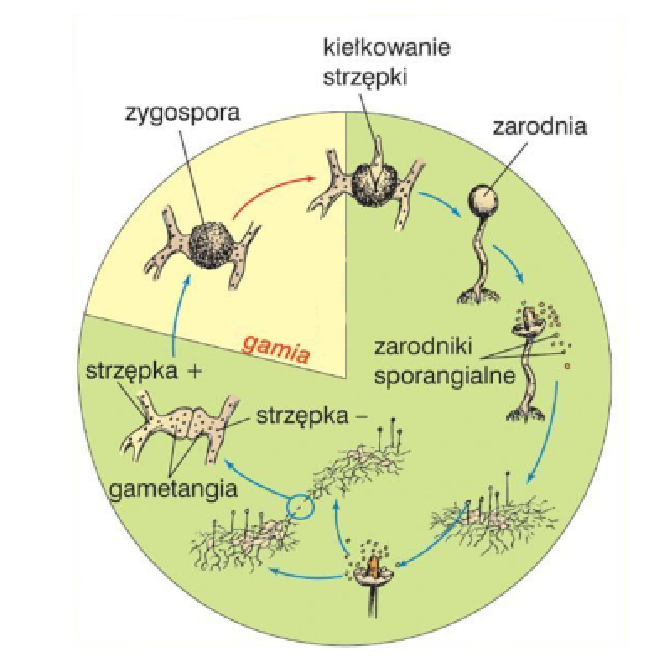 kiełkowanie
strzępki
zygospora
zarodnia
gamia
zarodniki
sporangialne
strzępka +
strzępka –
gametangia